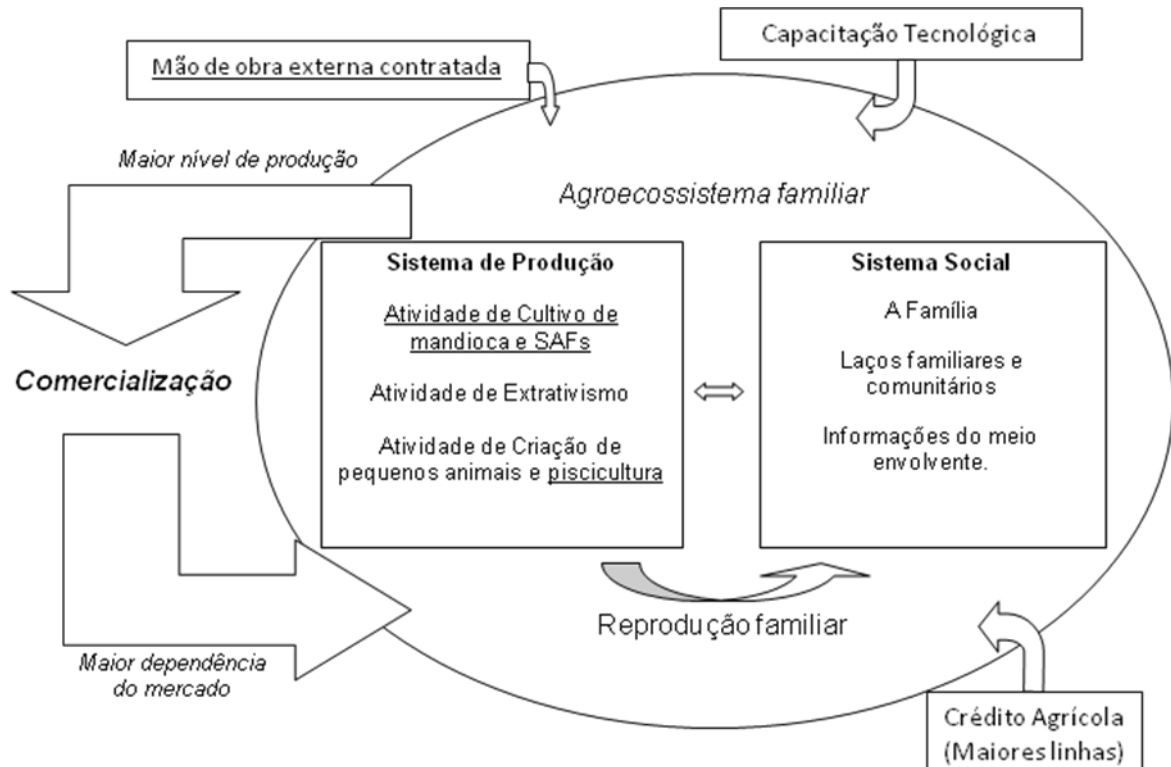 Capacitação Tecnológica
Mão de obra externa contratada
Maior nível de produção
Agroecossistema familiar
Sistema de Produção
Atividade de Cultivo de
mandioca e SAFs
Atividade de Extrativismo
Atividade de Criação de
pequenos animais e piscicultura
Sistema Social
A Família
Laços familiares e
comunitários
Informações do meio
envolvente.
Comercialização
Reprodução familiar
Maior dependência
do mercado
Crédito Agrícola
(Maiores linhas)